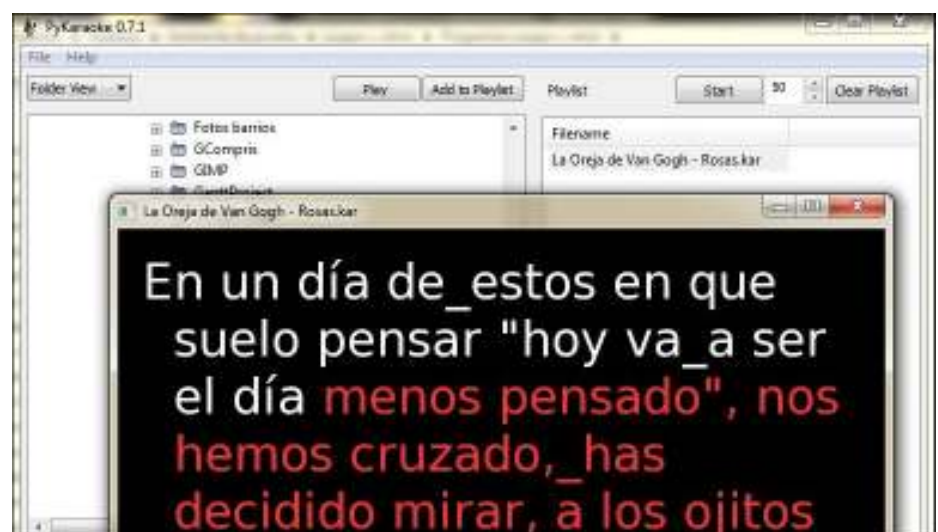 PyKaraoke 0.7.1
File Help
Folder View Play Add to Playlist Playlist Start 90 Clear Playlist
Fotos barrios
GCompris
GIMP
GanttProject
Filename
La Oreja de Van Gogh - Rosas.kar
La Oreja de Van Gogh - Rosas.kar
En un día de_estos en que
suelo pensar "hoy va_a ser
el día menos pensado", nos
hemos cruzado,_has
decidido mirar, a los ojitos